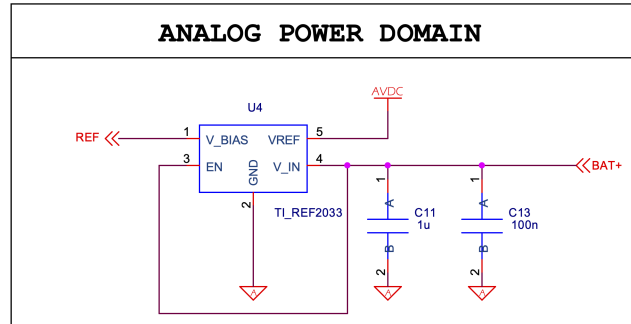 ANALOG POWER DOMAIN
U4
AVDC
REF
1
V_BIAS
VREF
5
3
EN
GND
V_IN
4
BAT+
2
TI_REF2033
1
A
C11
1u
B
2
1
A
C13
100n
B
2
A
A
A